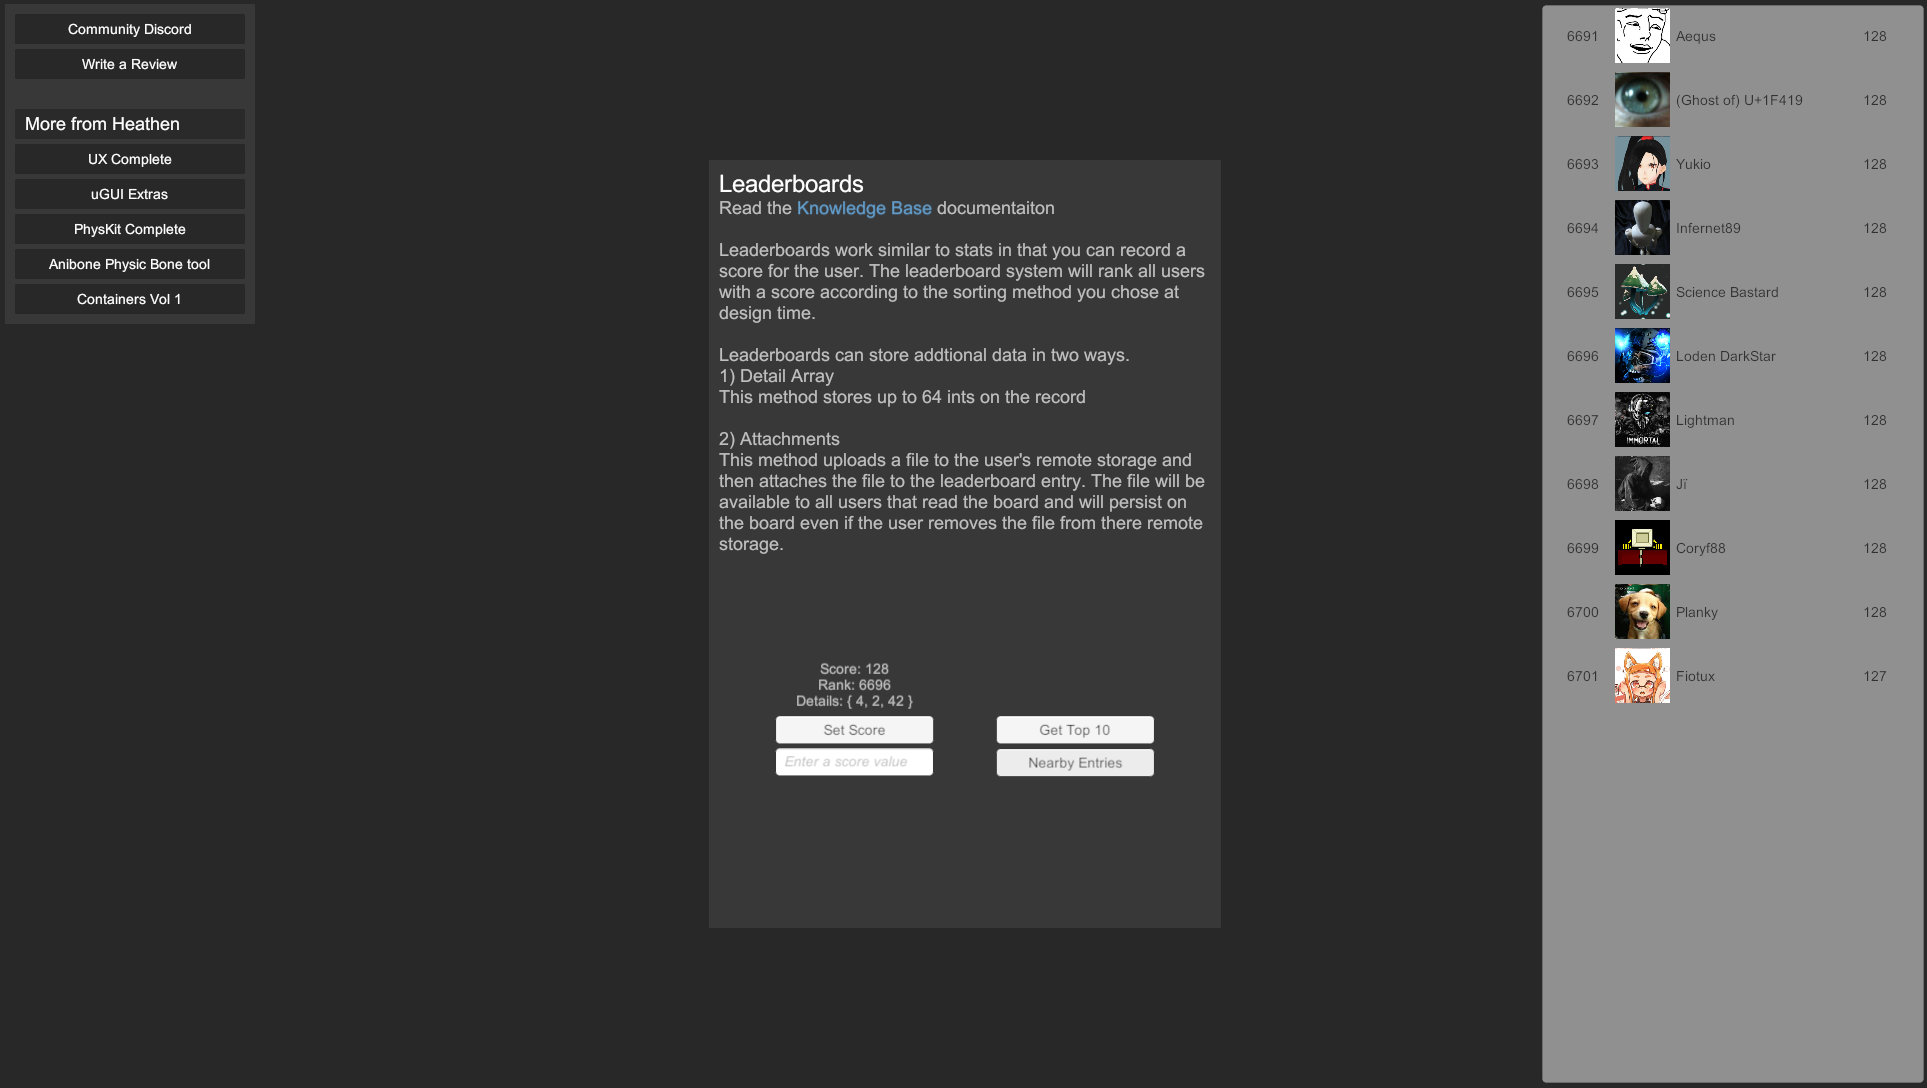 Community Discord
Write a Review
More from Heathen
UX Complete
uGUI Extras
PhysKit Complete
Anibone Physic Bone tool
Containers Vol 1
Leaderboards
Read the Knowledge Base documentaiton
Leaderboards work similar to stats in that you can record a
score for the user. The leaderboard system will rank all users
with a score according to the sorting method you chose at
design time.
Leaderboards can store addtional data in two ways.
1) Detail Array
This method stores up to 64 ints on the record
2) Attachments
This method uploads a file to the user's remote storage and
then attaches the file to the leaderboard entry. The file will be
available to all users that read the board and will persist on
the board even if the user removes the file from there remote
storage.
Score: 128
Rank: 6696
Details: { 4, 2, 42 }
Set Score
Enter a score value
Get Top 10
Nearby Entries
6691 Aequs 128
6692 (Ghost of) U+1F419 128
6693 Yukio 128
6694 Infernet89 128
6695 Science Bastard 128
6696 Loden DarkStar 128
6697 IMMORTAL Lightman 128
6698 Jï 128
6699 Coryf88 128
6700 Planky 128
6701 Fiotux 127